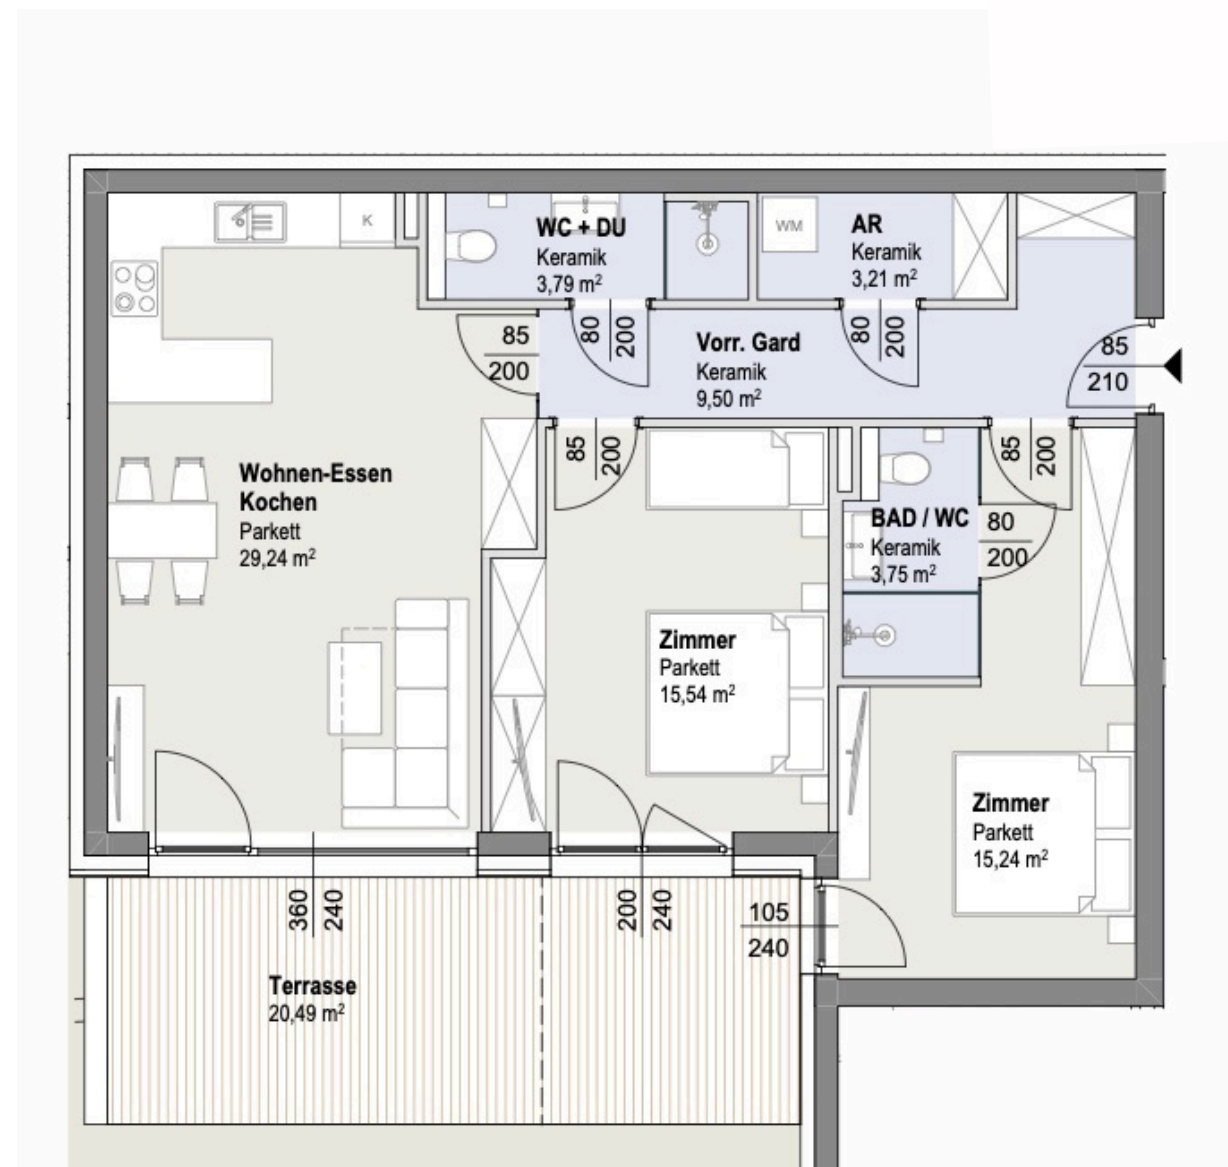 K
WC + DU
Keramik
3,79 m²
WM
AR
Keramik
3,21 m²
85
200
80
200
Vorr. Gard
Keramik
9,50 m²
80
200
85
210
Wohnen-Essen
Kochen
Parkett
29,24 m²
85
200
85
200
BAD / WC
Keramik
3,75 m²
80
200
Zimmer
Parkett
15,54 m²
Zimmer
Parkett
15,24 m²
360
240
200
240
105
240
Terrasse
20,49 m²